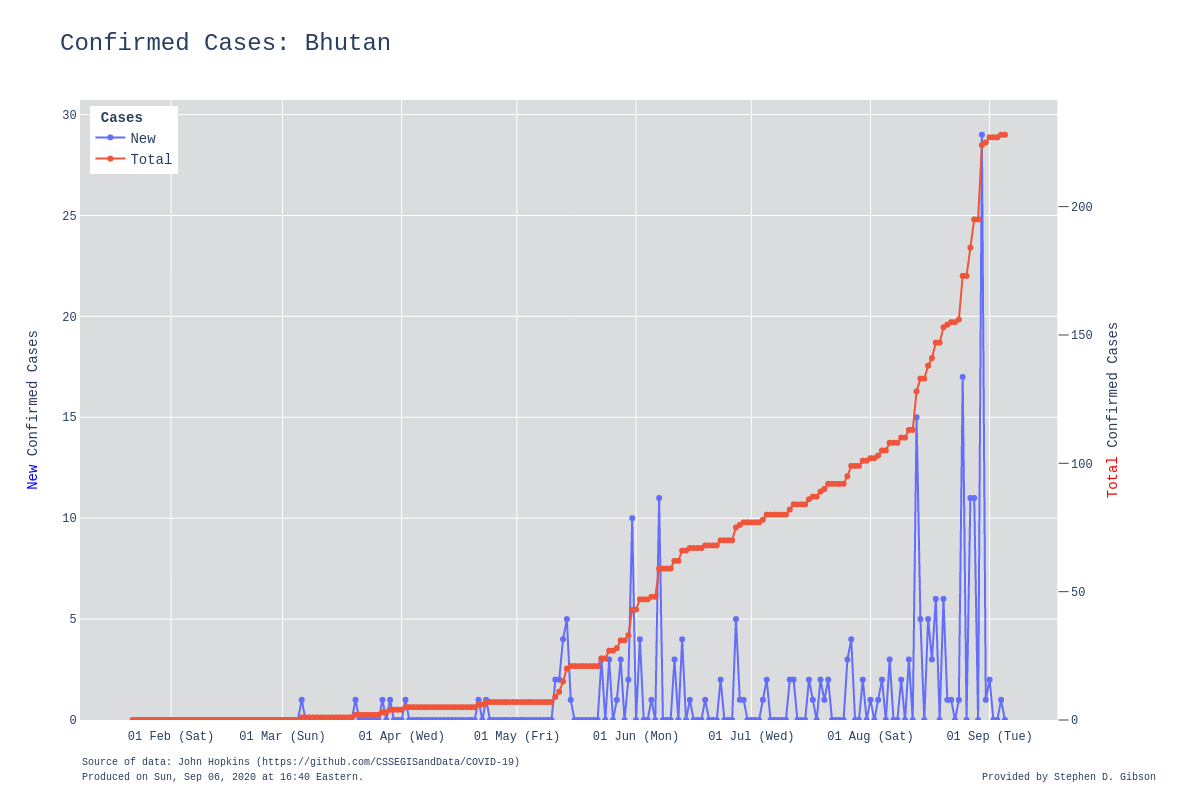 Confirmed Cases: Bhutan
Cases
New
Total
30
25
20
15
10
5
0
200
150
100
50
0
New Confirmed Cases
Total Confirmed Cases
01 Feb (Sat) 01 Mar (Sun) 01 Apr (Wed) 01 May (Fri) 01 Jun (Mon) 01 Jul (Wed) 01 Aug (Sat) 01 Sep (Tue)
Source of data: John Hopkins (https://github.com/CSSEGISandData/COVID-19)
Produced on Sun, Sep 06, 2020 at 16:40 Eastern.
Provided by Stephen D. Gibson